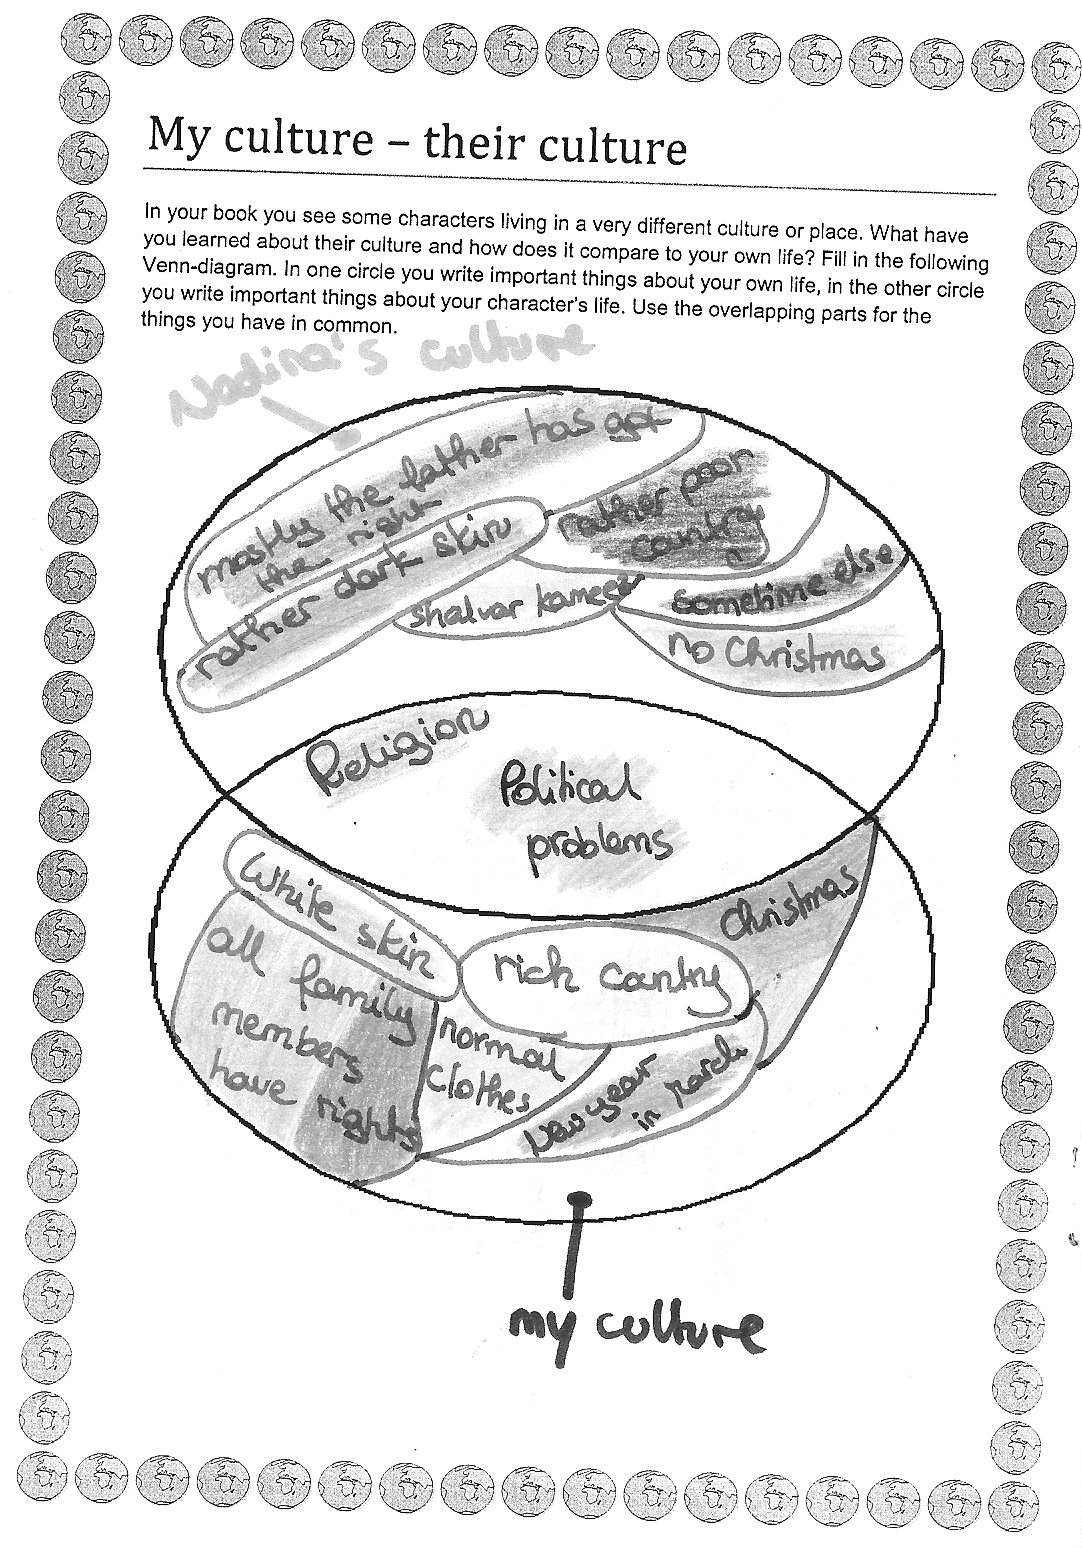 My culture – their culture
In your book you see some characters living in a very different culture or place. What have
you learned about their culture and how does it compare to your own life? Fill in the following
Venn-diagram. In one circle you write important things about your own life, in the other circle
you write important things about your character's life. Use the overlapping parts for the
things you have in common.
Nadira's culture
mostly the father has got
the right
rather dark skin
rather poor
country
shalvar kameez
sometime else
no Christmas
Religion
Political
problems
White skin
all family
members
have rights
rich cantry
Christmas
normal
clothes
New year
in March
my culture